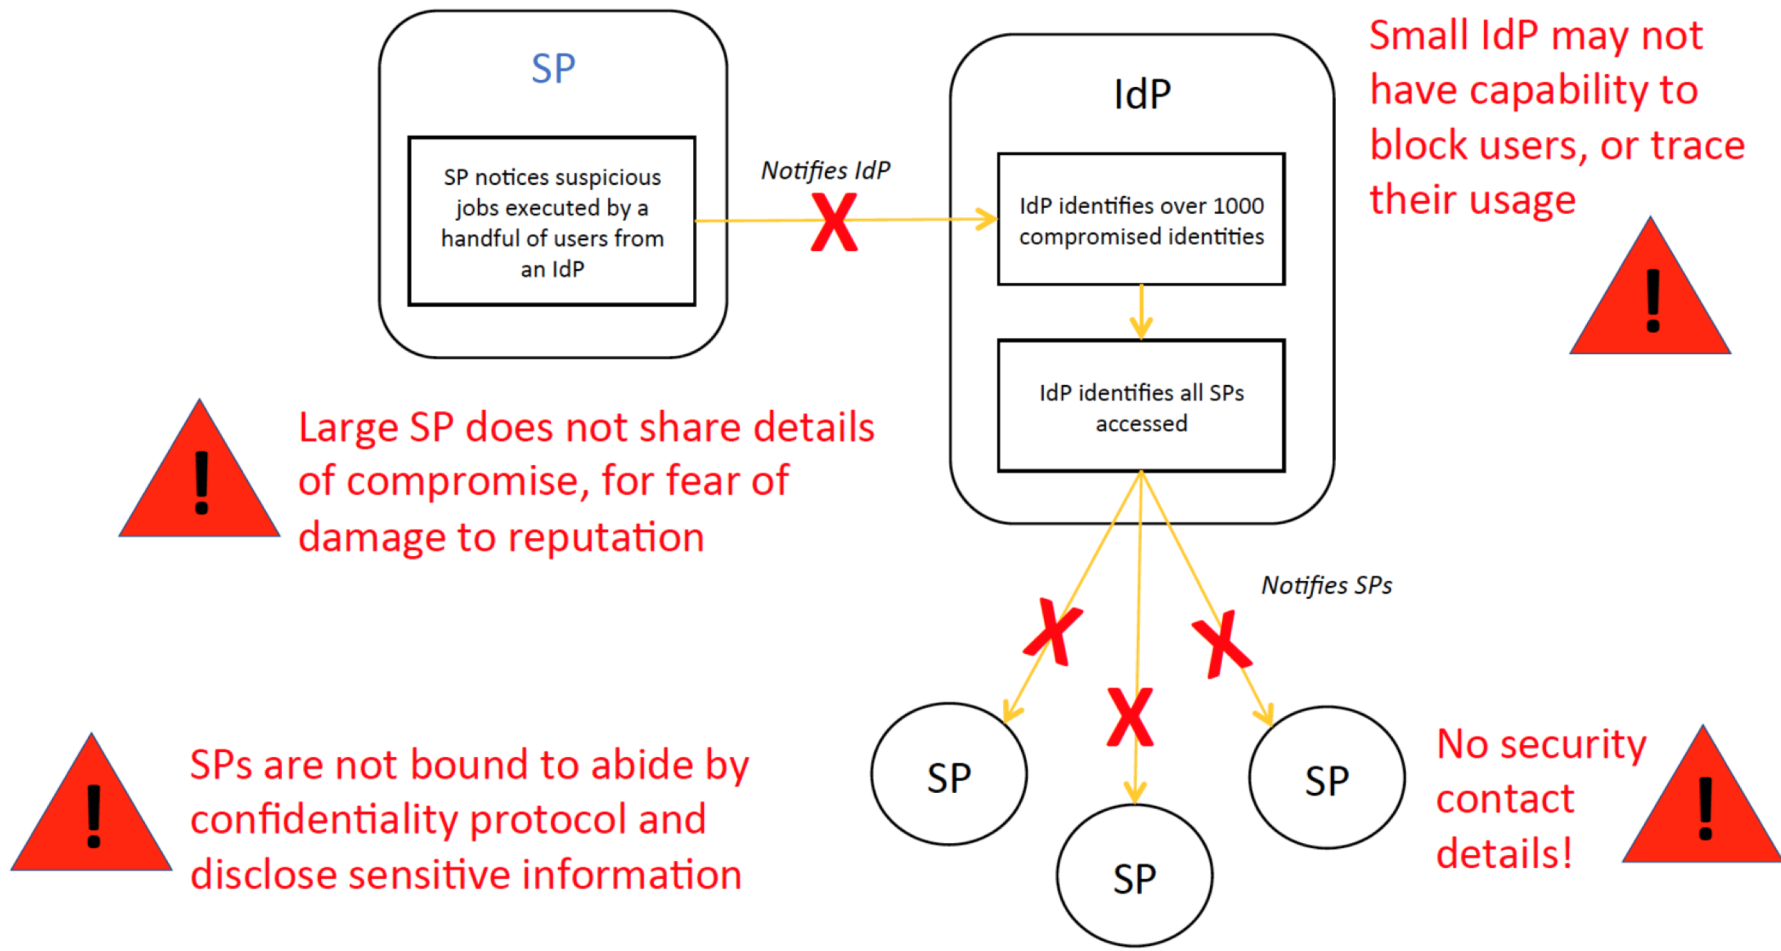 SP
SP notices suspicious
jobs executed by a
handful of users from
an IdP
Notifies IdP
X
IdP
IdP identifies over 1000
compromised identities
IdP identifies all SPs
accessed
Small IdP may not
have capability to
block users, or trace
their usage
!
!
Large SP does not share details
of compromise, for fear of
damage to reputation
Notifies SPs
X
X
X
SP
SP
SP
!
SPs are not bound to abide by
confidentiality protocol and
disclose sensitive information
No security
contact
details!
!